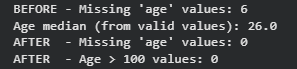 BEFORE - Missing 'age' values: 6
Age median (from valid values): 26.0
AFTER  - Missing 'age' values: 0
AFTER  - Age > 100 values: 0